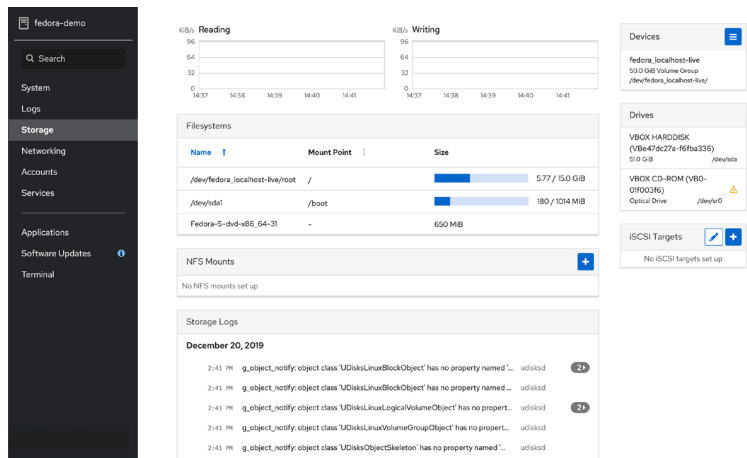 fedora-demo
Search
System
Logs
Storage
Networking
Accounts
Services
Applications
Software Updates
Terminal
KiB/s Reading
96
64
32
0
14:37 14:38 14:39 14:40 14:41
KiB/s Writing
96
64
32
0
14:37 14:38 14:39 14:40 14:41
Filesystems
Name Mount Point Size
/dev/fedora_localhost-live/root / 5.77 / 15.0 GiB
/dev/sda1 /boot 180 / 1014 MiB
Fedora-S-dvd-x86_64-31 - 650 MiB
NFS Mounts
No NFS mounts set up
Storage Logs
December 20, 2019
2:41 PM g_object_notify: object class 'UDisksLinuxBlockObject' has no property named '... udisksd 2
2:41 PM g_object_notify: object class 'UDisksLinuxBlockObject' has no property named ... udisksd
2:41 PM g_object_notify: object class 'UDisksLinuxLogicalVolumeObject' has no propert... udisksd 2
2:41 PM g_object_notify: object class 'UDisksLinuxVolumeGroupObject' has no propert... udisksd
2:41 PM g_object_notify: object class 'UDisksObjectSkeleton' has no property named '... udisksd
Devices
fedora_localhost-live
50.0 GiB Volume Group
/dev/fedora_localhost-live/
Drives
VBOX HARDDISK
(VBe47dc27a-f6fba336)
51.0 GiB /dev/sda
VBOX CD-ROM (VB0-
01f003f6)
Optical Drive /dev/sr0
iSCSI Targets
No iSCSI targets set up